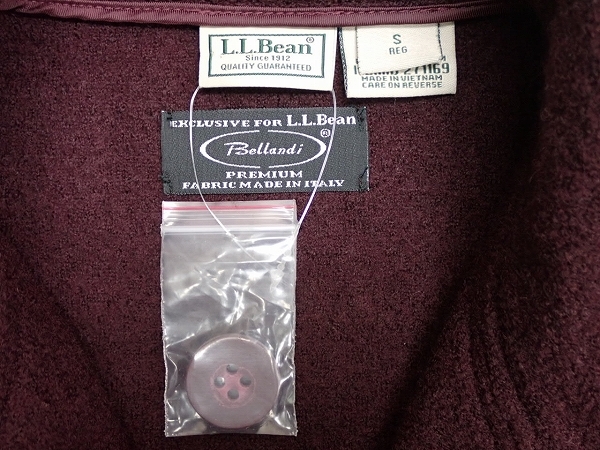 L.L.Bean®
Since 1912
QUALITY GUARANTEED
S
REG
271169
MADE IN VIETNAM
CARE ON REVERSE
EXCLUSIVE FOR L.L.Bean®
Bellandi
PREMIUM
FABRIC MADE IN ITALY